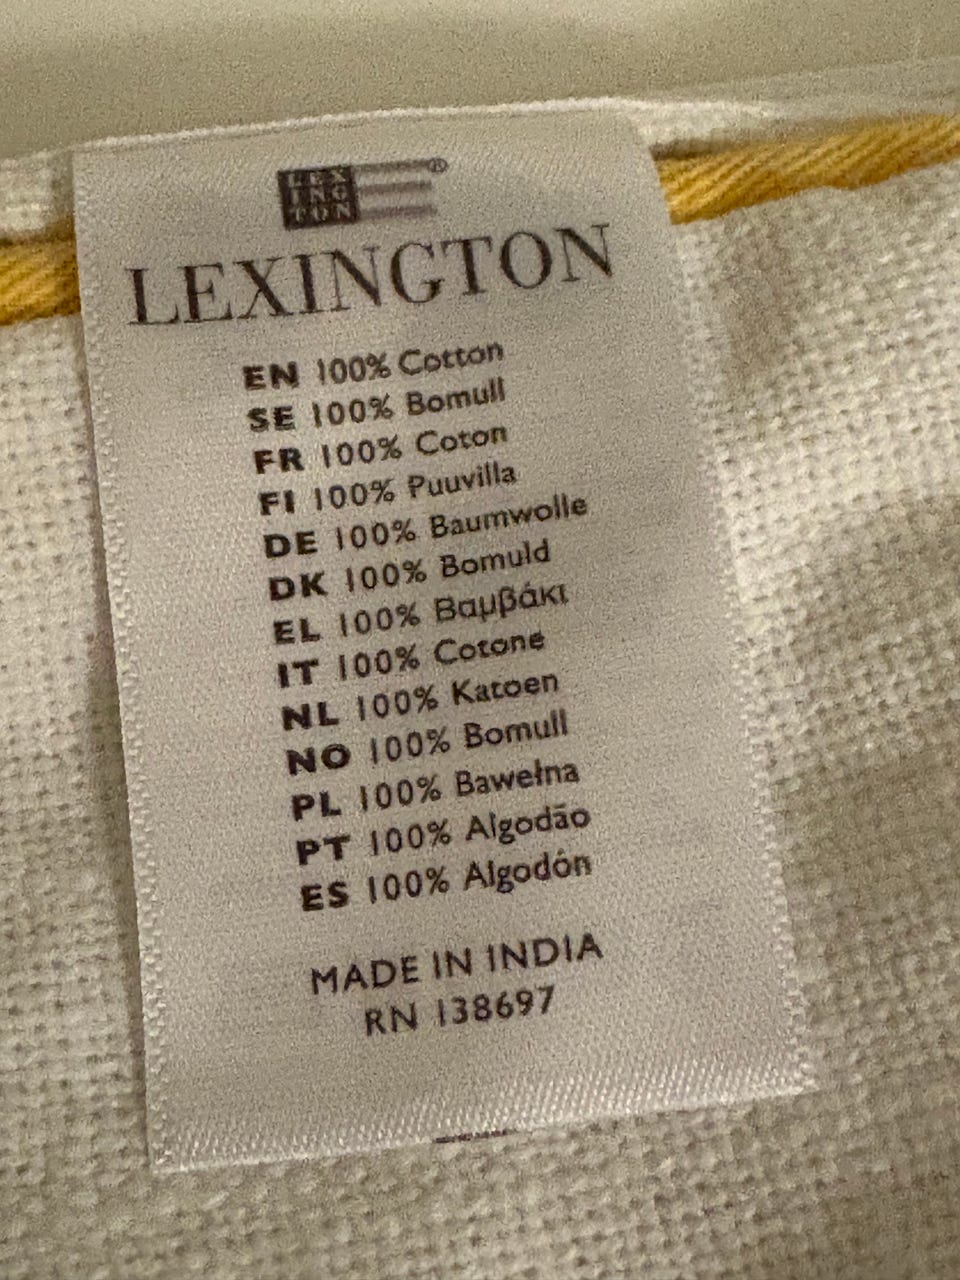 LEX
ING
TON
®
LEXINGTON
EN 100% Cotton
SE 100% Bomull
FR 100% Coton
FI 100% Puuvilla
DE 100% Baumwolle
DK 100% Bomuld
EL 100% Βαμβάκι
IT 100% Cotone
NL 100% Katoen
NO 100% Bomull
PL 100% Bawełna
PT 100% Algodão
ES 100% Algodón
MADE IN INDIA
RN 138697